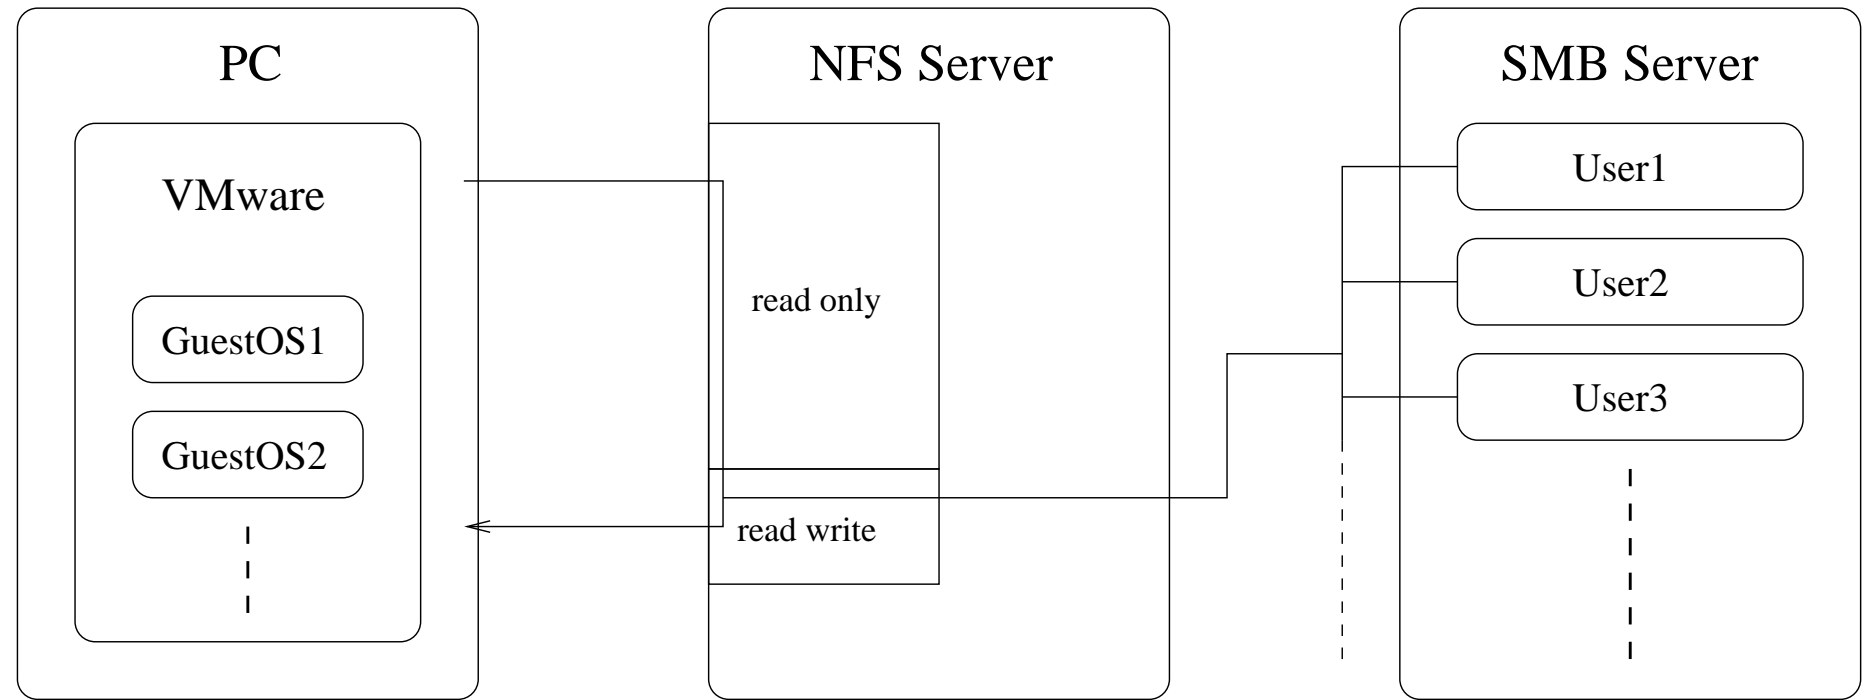 PC
VMware
GuestOS1
GuestOS2
NFS Server
read only
read write
SMB Server
User1
User2
User3